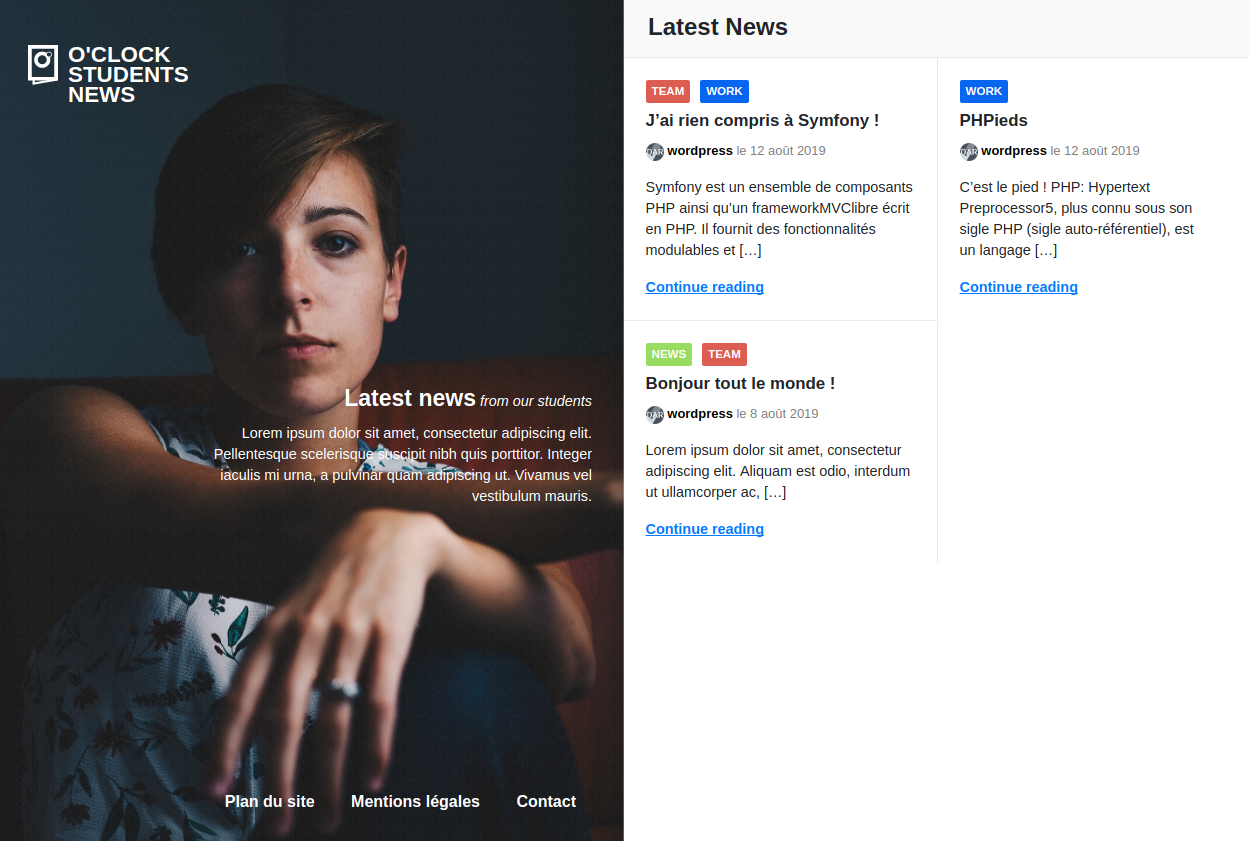 O'CLOCK
STUDENTS
NEWS
Latest news from our students
Lorem ipsum dolor sit amet, consectetur adipiscing elit.
Pellentesque scelerisque suscipit nibh quis porttitor. Integer
iaculis mi urna, a pulvinar quam adipiscing ut. Vivamus vel
vestibulum mauris.
Plan du site Mentions légales Contact
Latest News
TEAM WORK
J’ai rien compris à Symfony !
DAR wordpress le 12 août 2019
Symfony est un ensemble de composants
PHP ainsi qu’un frameworkMVClibre écrit
en PHP. Il fournit des fonctionnalités
modulables et […]
Continue reading
WORK
PHPieds
DAR wordpress le 12 août 2019
C’est le pied ! PHP: Hypertext
Preprocessor5, plus connu sous son
sigle PHP (sigle auto-référentiel), est
un langage […]
Continue reading
NEWS TEAM
Bonjour tout le monde !
DAR wordpress le 8 août 2019
Lorem ipsum dolor sit amet, consectetur
adipiscing elit. Aliquam est odio, interdum
ut ullamcorper ac, […]
Continue reading